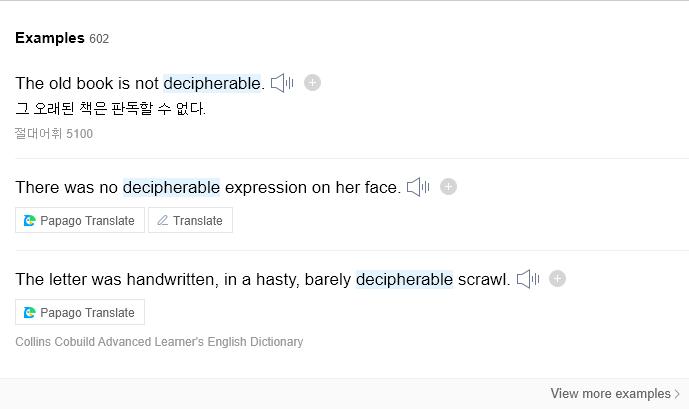 Examples 602
The old book is not decipherable.
그 오래된 책은 판독할 수 없다.
절대어휘 5100
There was no decipherable expression on her face.
Papago Translate Translate
The letter was handwritten, in a hasty, barely decipherable scrawl.
Papago Translate
Collins Cobuild Advanced Learner's English Dictionary
View more examples